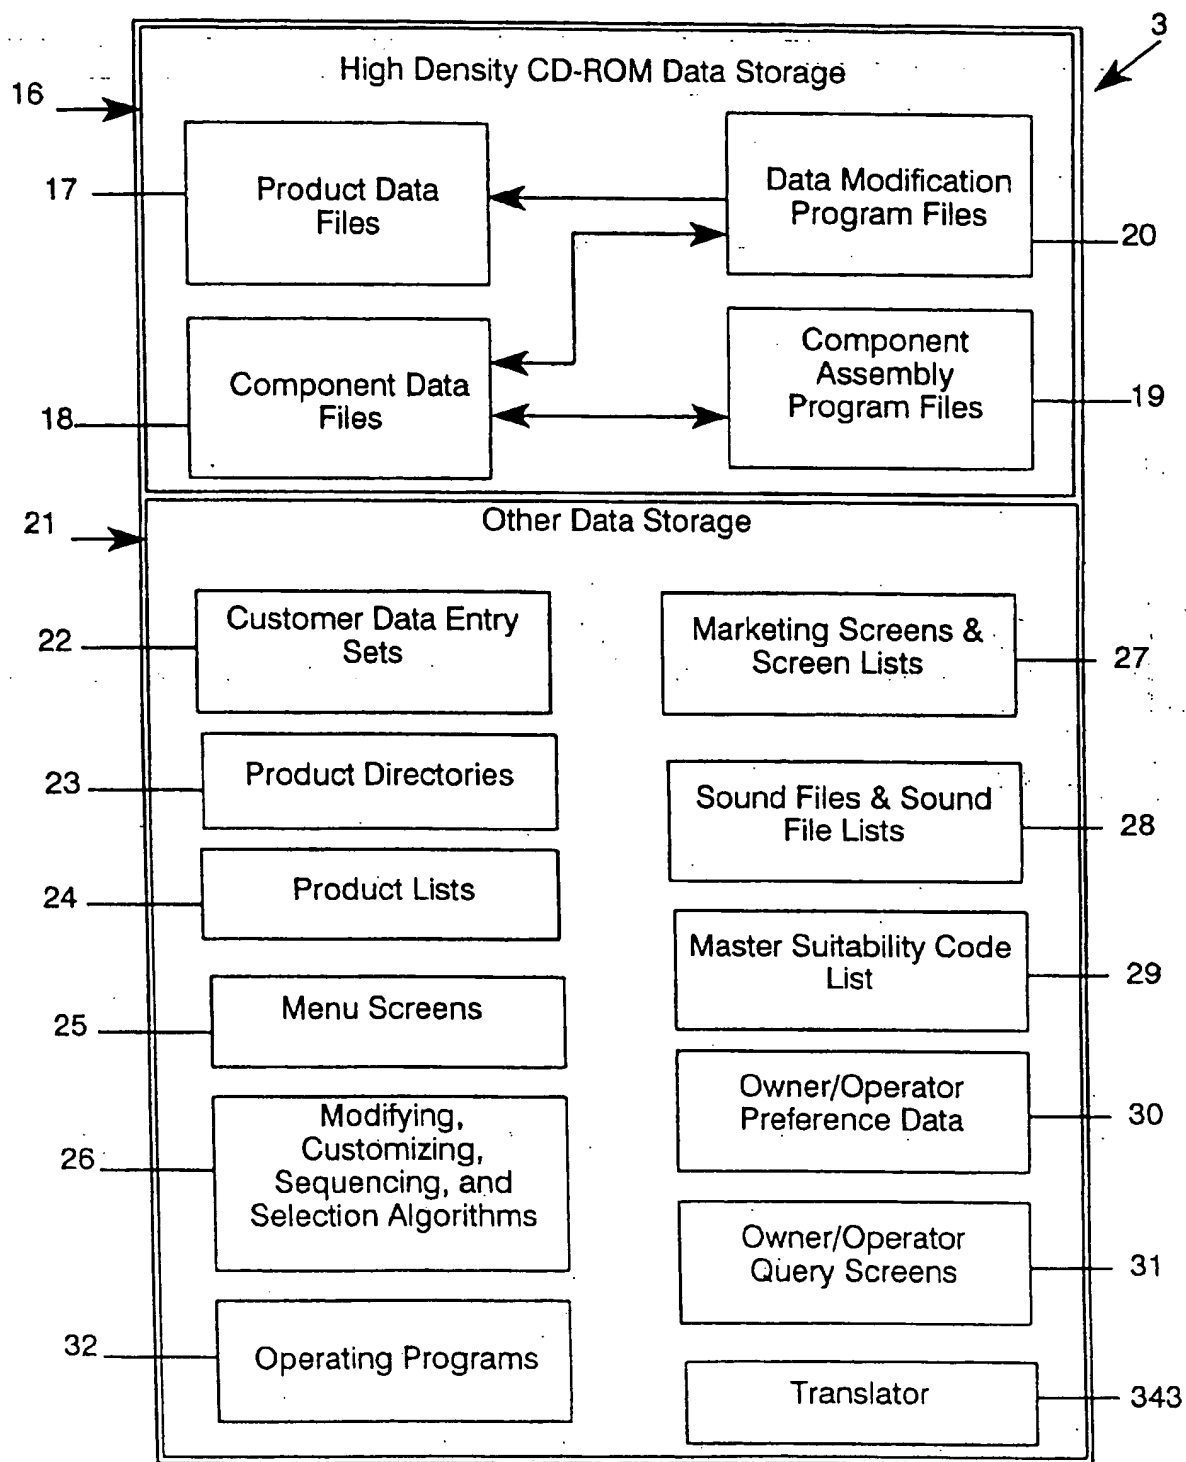 3
High Density CD-ROM Data Storage
16
17
Product Data
Files
Data Modification
Program Files
20
18
Component Data
Files
Component
Assembly
Program Files
19
21
Other Data Storage
22
Customer Data Entry
Sets
Marketing Screens &
Screen Lists
27
23
Product Directories
Sound Files & Sound
File Lists
28
24
Product Lists
Master Suitability Code
List
29
25
Menu Screens
Owner/Operator
Preference Data
30
26
Modifying,
Customizing,
Sequencing, and
Selection Algorithms
Owner/Operator
Query Screens
31
32
Operating Programs
Translator
343